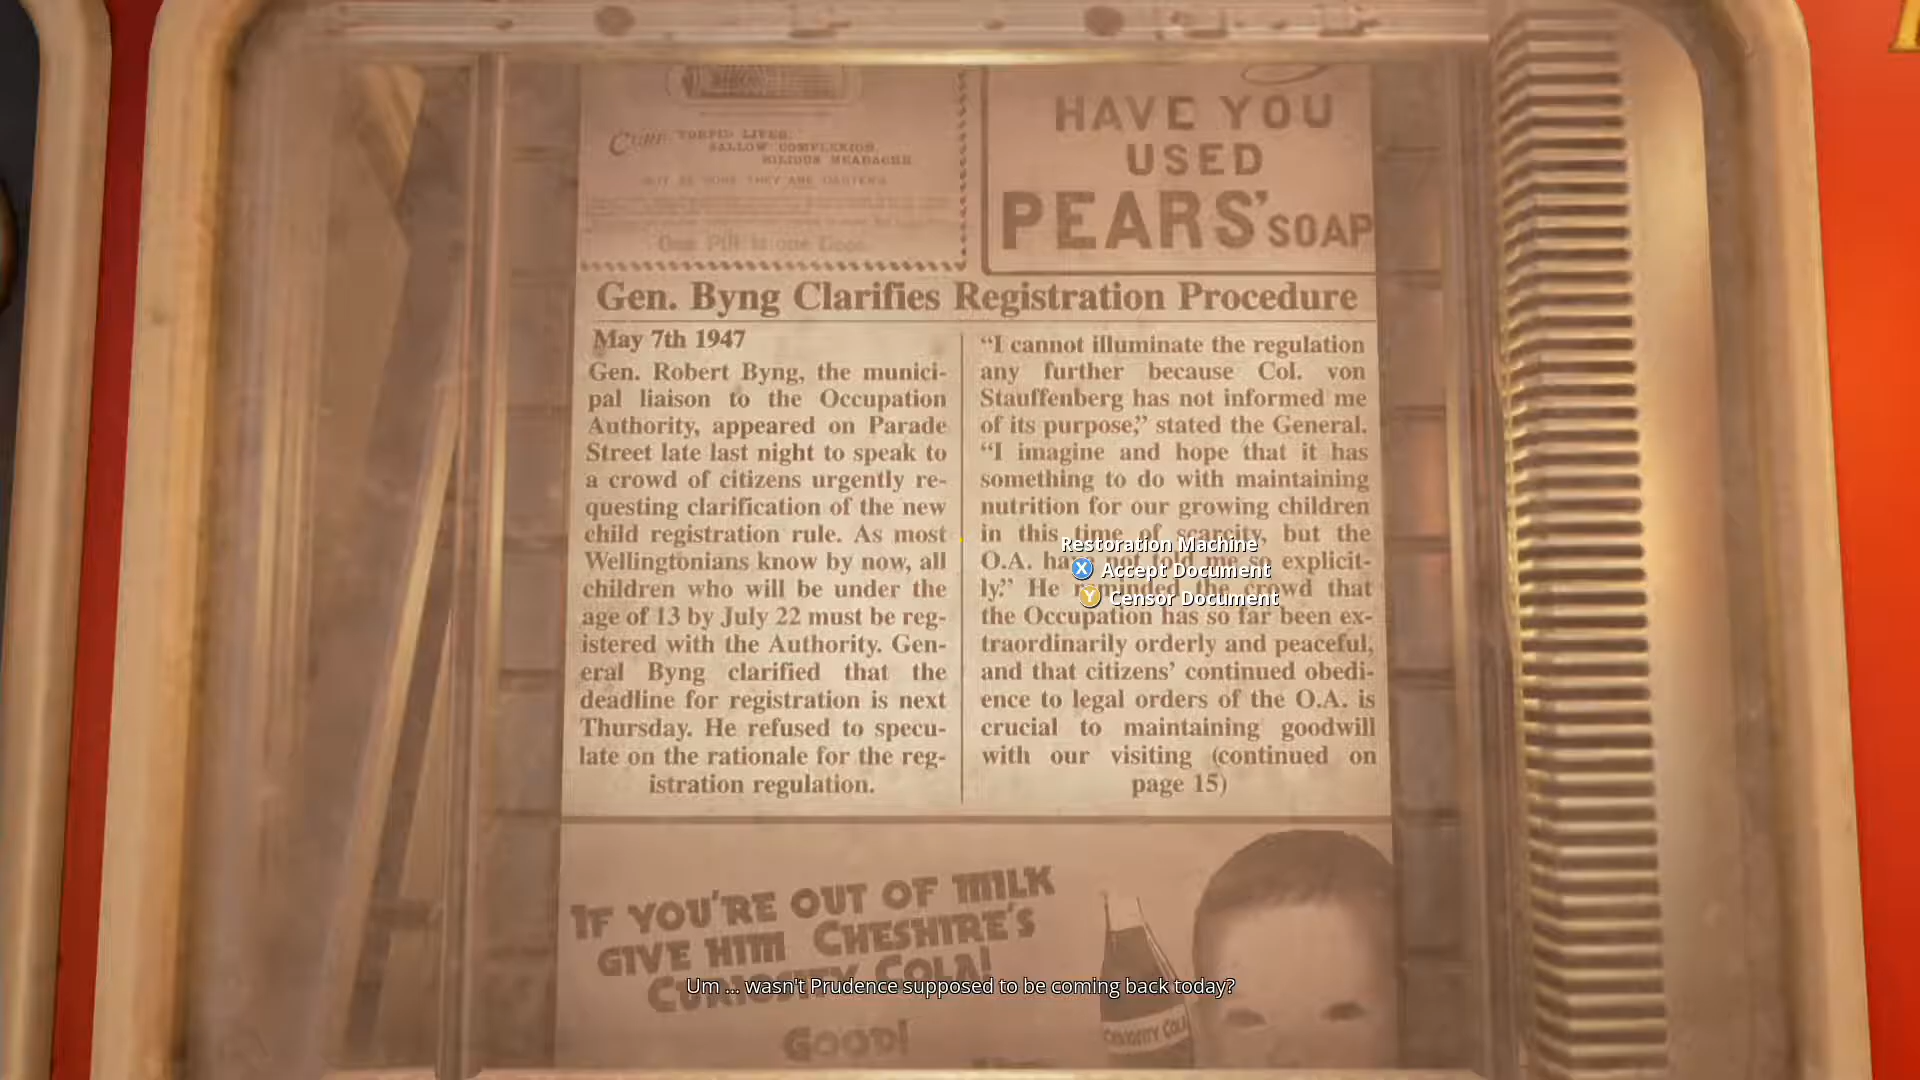 Cure TORPID LIVER,
SALLOW COMPLEXION,
BILIOUS HEADACHE
HAVE YOU
USED
PEARS' SOAP
Gen. Byng Clarifies Registration Procedure
May 7th 1947
Gen. Robert Byng, the munici-
pal liaison to the Occupation
Authority, appeared on Parade
Street late last night to speak to
a crowd of citizens urgently re-
questing clarification of the new
child registration rule. As most
Wellingtonians know by now, all
children who will be under the
age of 13 by July 22 must be reg-
istered with the Authority. Gen-
eral Byng clarified that the
deadline for registration is next
Thursday. He refused to specu-
late on the rationale for the reg-
istration regulation.
“I cannot illuminate the regulation
any further because Col. von
Stauffenberg has not informed me
of its purpose,” stated the General.
“I imagine and hope that it has
something to do with maintaining
nutrition for our growing children
in this time of scarcity, but the
O.A. have not told me so explicit-
ly.” He reminded the crowd that
the Occupation has so far been ex-
traordinarily orderly and peaceful,
and that citizens’ continued obedi-
ence to legal orders of the O.A. is
crucial to maintaining goodwill
with our visiting (continued on
page 15)
Restoration Machine
X Accept Document
Y Censor Document
IF YOU'RE OUT OF MILK
GIVE HIM CHESHIRE'S
CURIOSITY COLA!
GOOD!
CURIOSITY COLA
Um ... wasn't Prudence supposed to be coming back today?